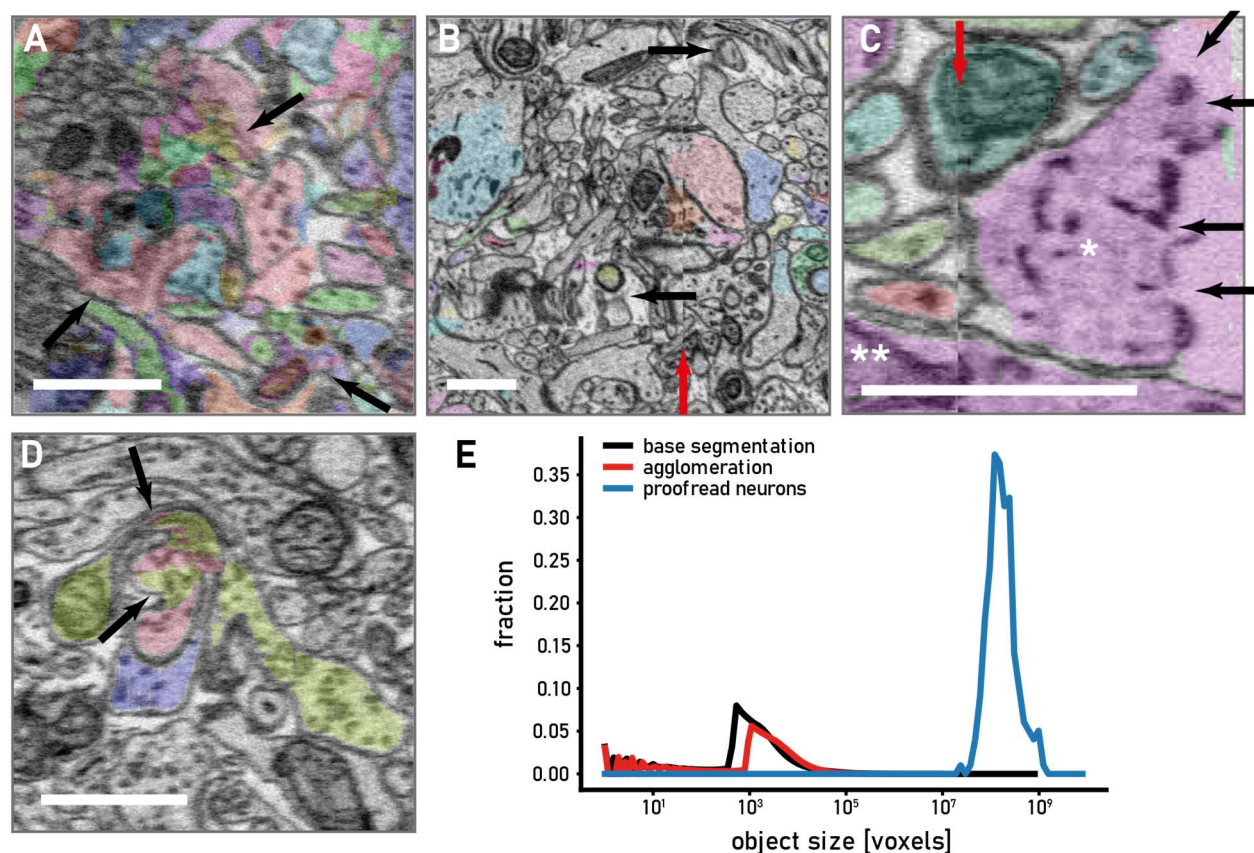 A
B
C
*
**
D
E
base segmentation
agglomeration
proofread neurons
fraction
0.35
0.30
0.25
0.20
0.15
0.10
0.05
0.00
10¹
10³
10⁵
10⁷
10⁹
object size [voxels]